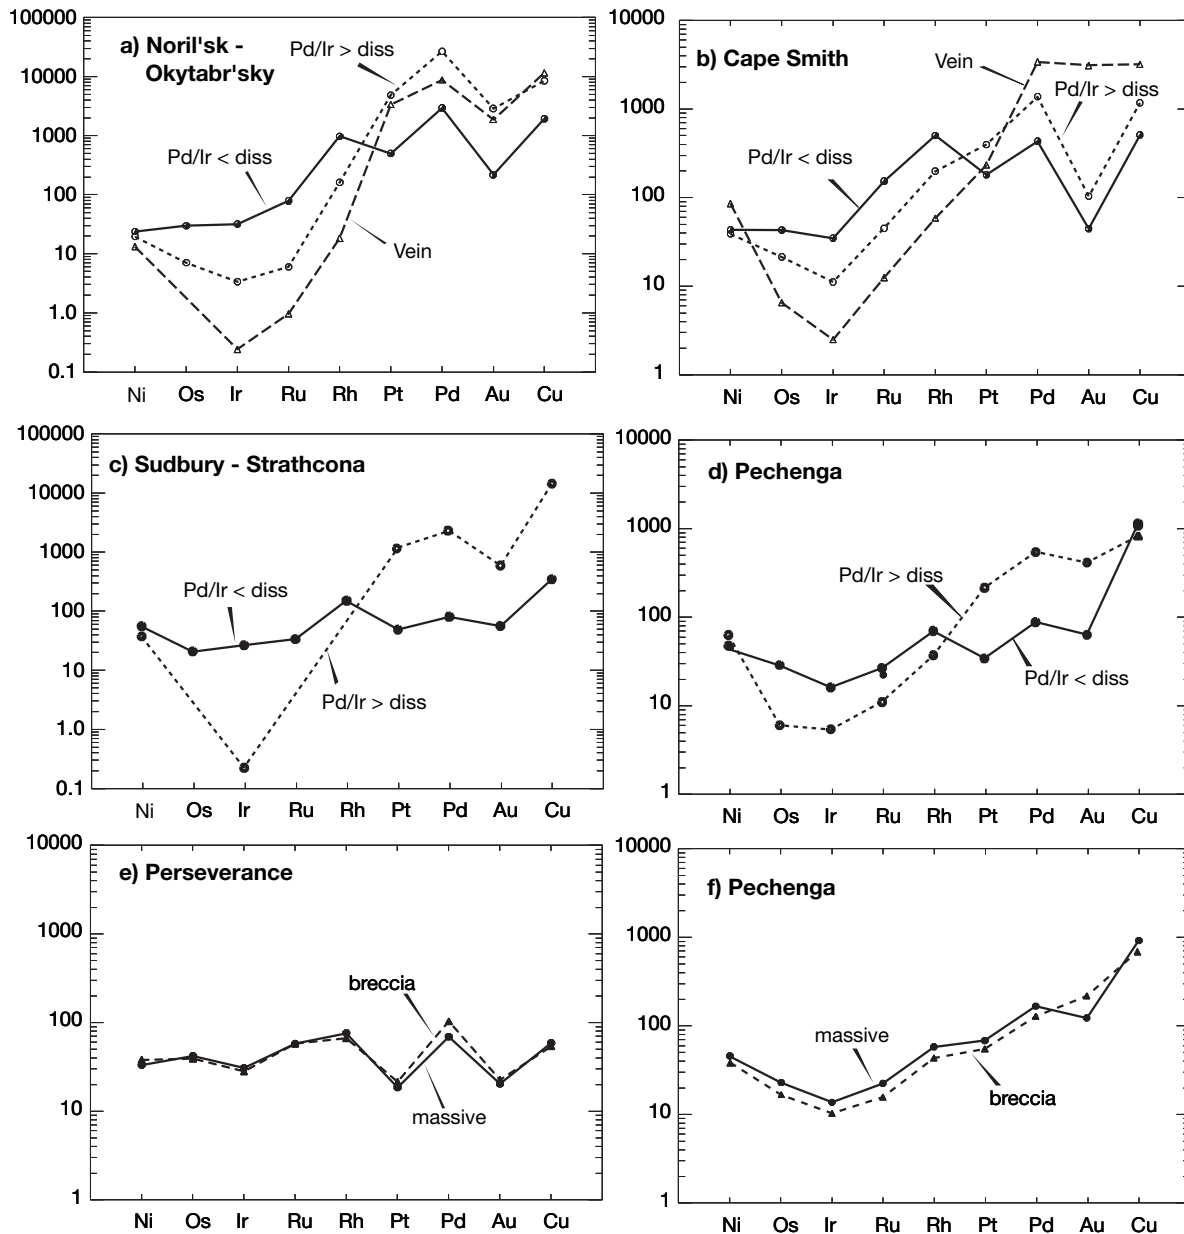 a) Noril'sk -
Okytabr'sky
Pd/Ir > diss
Pd/Ir < diss
Vein
100000
10000
1000
100
10
1.0
0.1
Ni Os Ir Ru Rh Pt Pd Au Cu
b) Cape Smith
Vein
Pd/Ir > diss
Pd/Ir < diss
10000
1000
100
10
1
Ni Os Ir Ru Rh Pt Pd Au Cu
c) Sudbury - Strathcona
Pd/Ir < diss
Pd/Ir > diss
100000
10000
1000
100
10
1.0
0.1
Ni Os Ir Ru Rh Pt Pd Au Cu
d) Pechenga
Pd/Ir > diss
Pd/Ir < diss
10000
1000
100
10
1
Ni Os Ir Ru Rh Pt Pd Au Cu
e) Perseverance
breccia
massive
10000
1000
100
10
1
Ni Os Ir Ru Rh Pt Pd Au Cu
f) Pechenga
massive
breccia
10000
1000
100
10
1
Ni Os Ir Ru Rh Pt Pd Au Cu